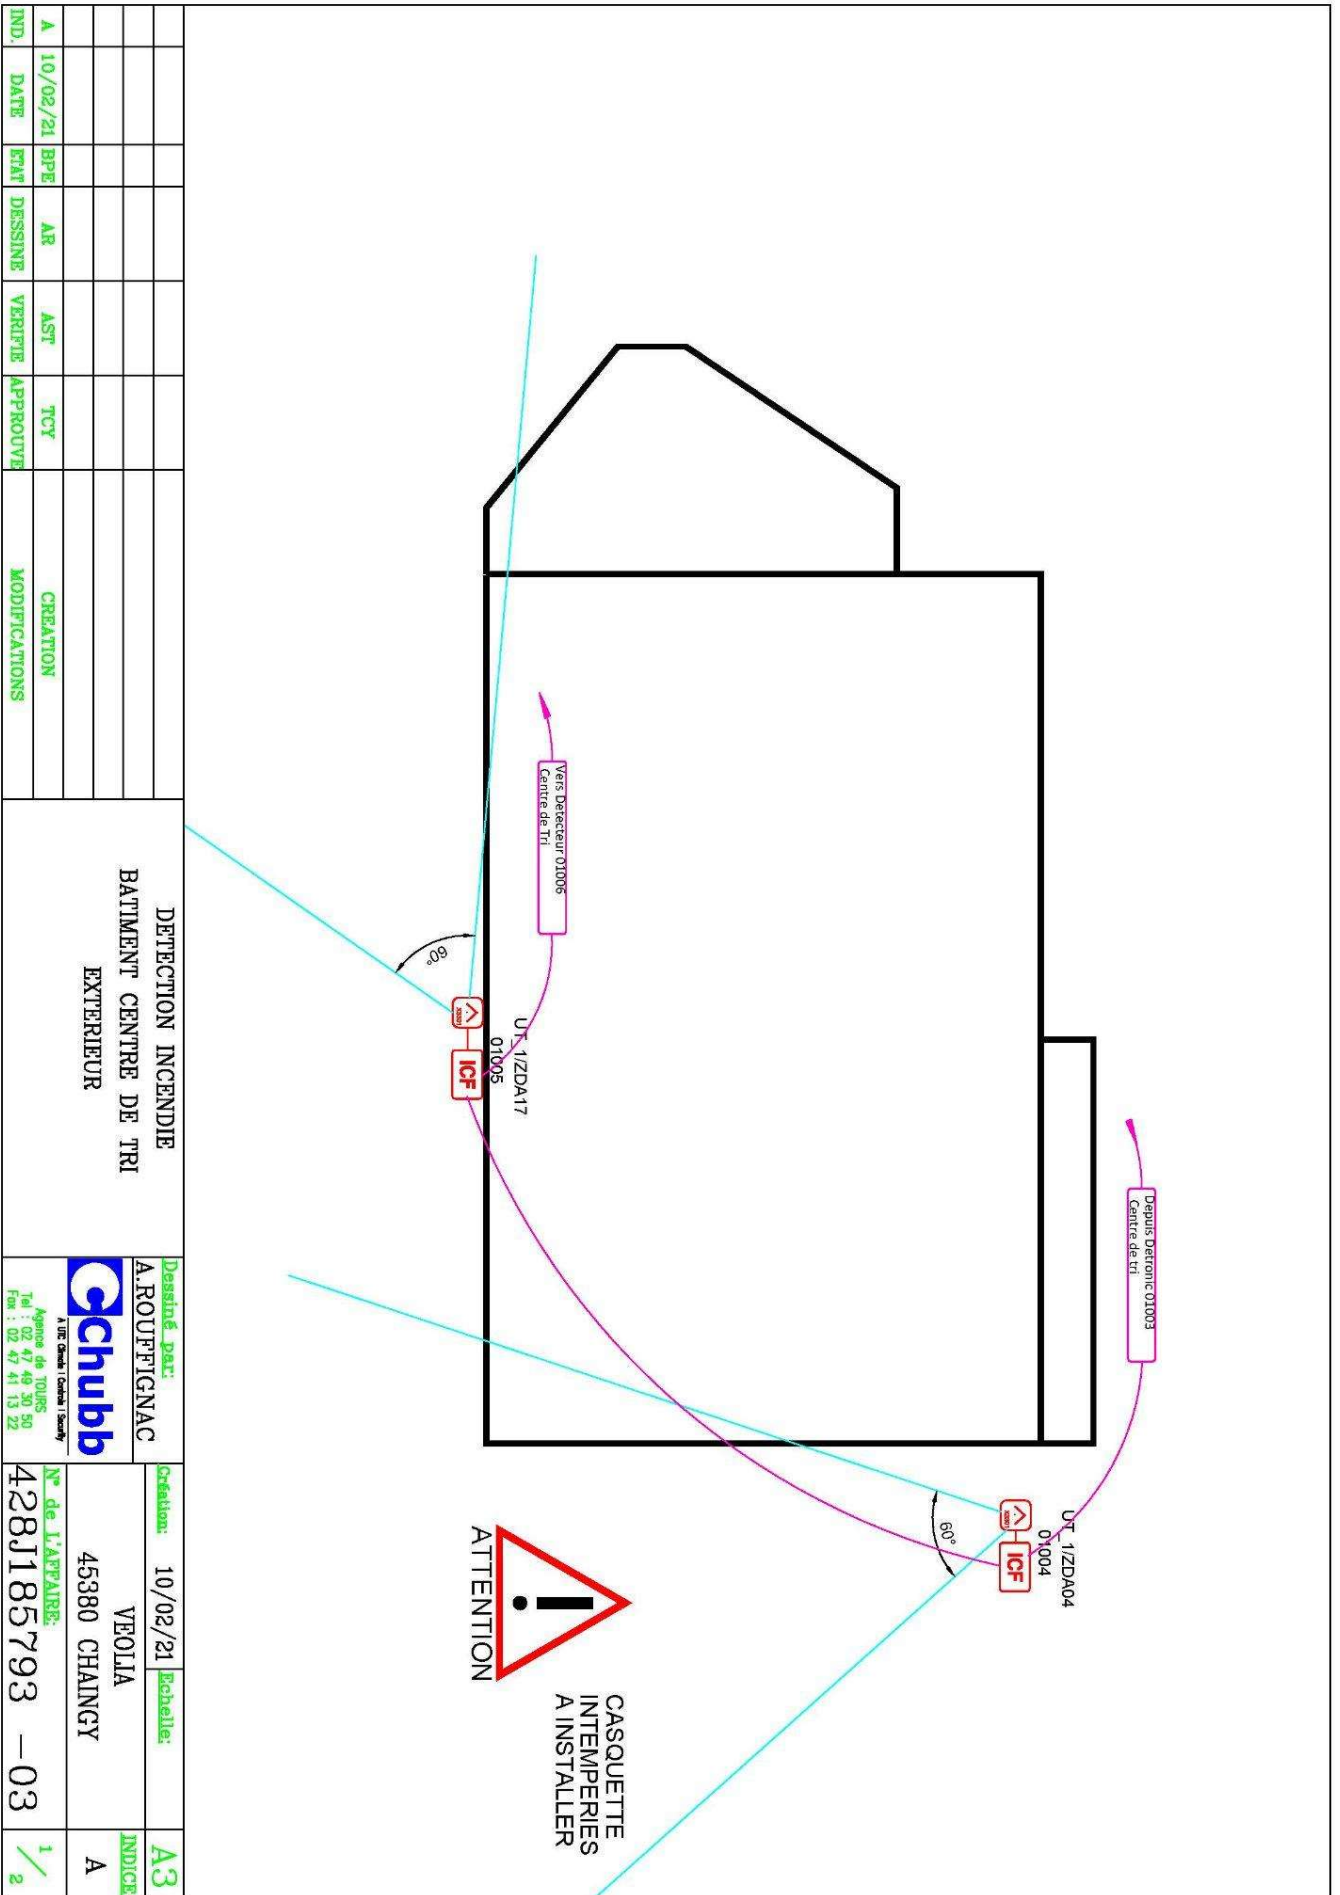 Depuis Detronic 01003
Centre de tri
UT_1/ZDA04
01004
ICF
60°
CASQUETTE
INTEMPERIES
A INSTALLER
ATTENTION
Vers Detecteur 01006
Centre de Tri
UT_1/ZDA17
01005
ICF
60°
A 10/02/21 BPE AR AST TCY CREATION
IND. DATE ETAT DESSINE VERIFIE APPROUVE MODIFICATIONS
DETECTION INCENDIE
BATIMENT CENTRE DE TRI
EXTERIEUR
Dessiné par:
A.ROUFFIGNAC
Chubb
Agence de TOURS
Tel : 02 47 49 30 50
Fax : 02 47 41 13 22
Création: 10/02/21 Echelle: A3
VEOLIA
45380 CHAINGY
INDICE
A
N° de L'AFFAIRE:
428J185793 -03
1/2